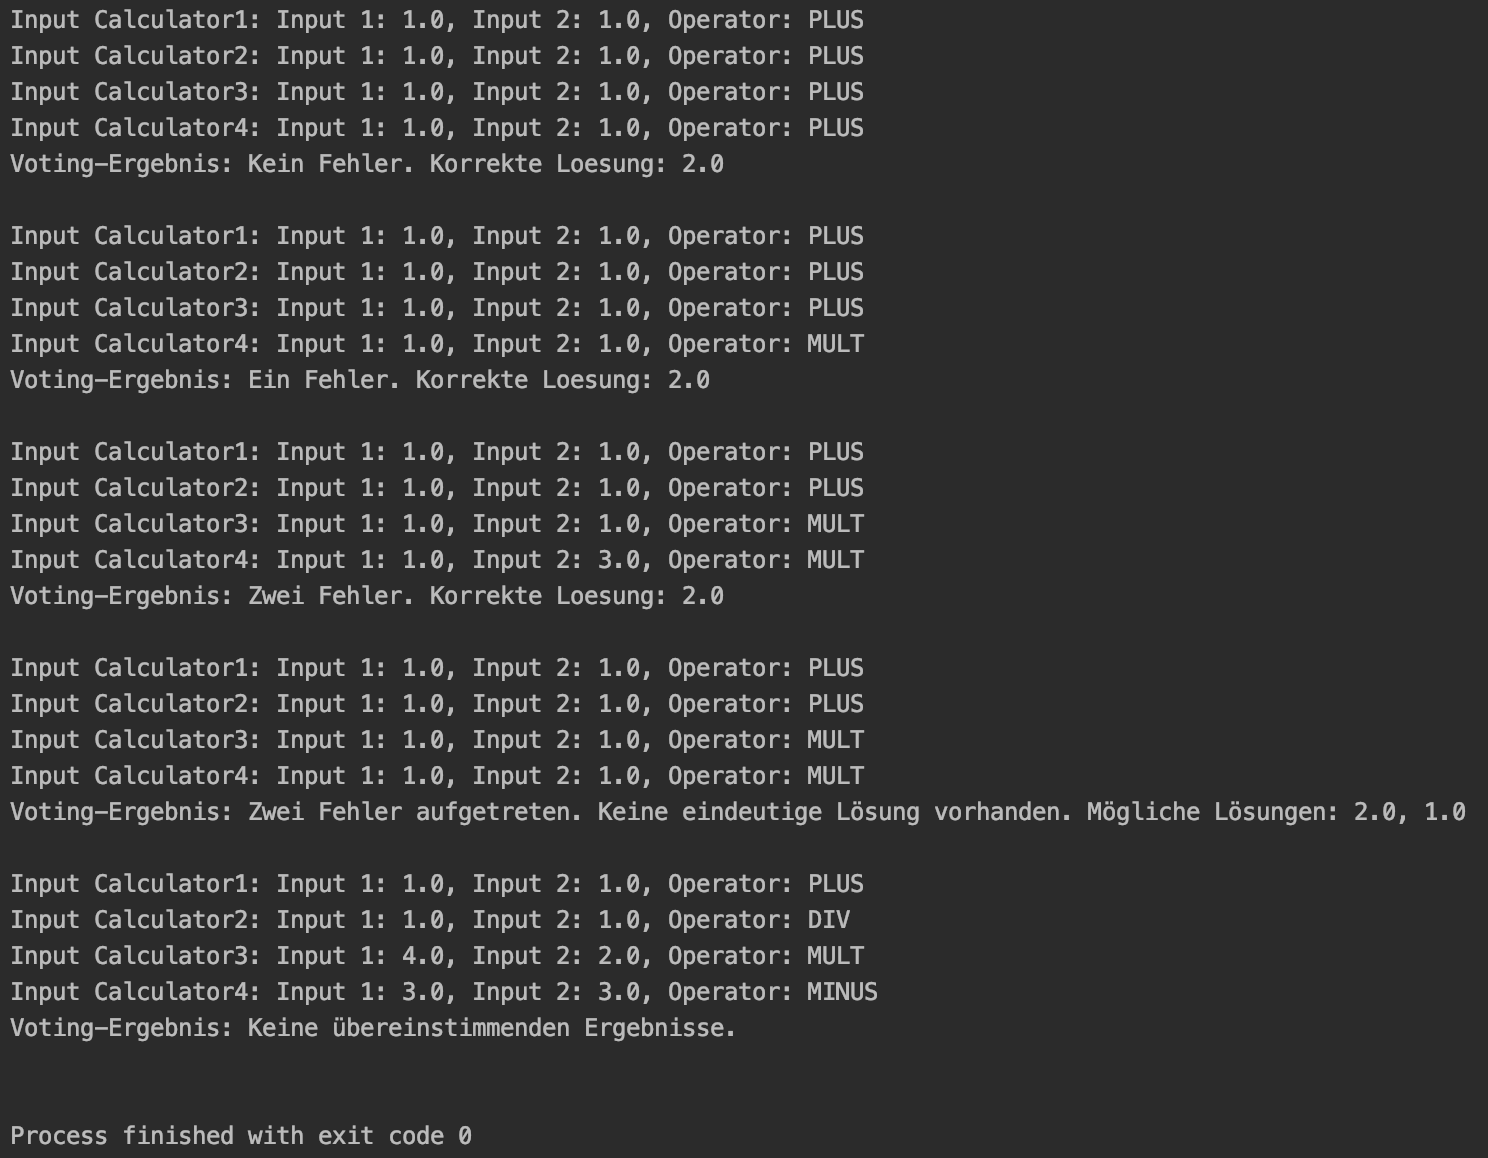 Input Calculator1: Input 1: 1.0, Input 2: 1.0, Operator: PLUS
Input Calculator2: Input 1: 1.0, Input 2: 1.0, Operator: PLUS
Input Calculator3: Input 1: 1.0, Input 2: 1.0, Operator: PLUS
Input Calculator4: Input 1: 1.0, Input 2: 1.0, Operator: PLUS
Voting-Ergebnis: Kein Fehler. Korrekte Loesung: 2.0

Input Calculator1: Input 1: 1.0, Input 2: 1.0, Operator: PLUS
Input Calculator2: Input 1: 1.0, Input 2: 1.0, Operator: PLUS
Input Calculator3: Input 1: 1.0, Input 2: 1.0, Operator: PLUS
Input Calculator4: Input 1: 1.0, Input 2: 1.0, Operator: MULT
Voting-Ergebnis: Ein Fehler. Korrekte Loesung: 2.0

Input Calculator1: Input 1: 1.0, Input 2: 1.0, Operator: PLUS
Input Calculator2: Input 1: 1.0, Input 2: 1.0, Operator: PLUS
Input Calculator3: Input 1: 1.0, Input 2: 1.0, Operator: MULT
Input Calculator4: Input 1: 1.0, Input 2: 3.0, Operator: MULT
Voting-Ergebnis: Zwei Fehler. Korrekte Loesung: 2.0

Input Calculator1: Input 1: 1.0, Input 2: 1.0, Operator: PLUS
Input Calculator2: Input 1: 1.0, Input 2: 1.0, Operator: PLUS
Input Calculator3: Input 1: 1.0, Input 2: 1.0, Operator: MULT
Input Calculator4: Input 1: 1.0, Input 2: 1.0, Operator: MULT
Voting-Ergebnis: Zwei Fehler aufgetreten. Keine eindeutige Lösung vorhanden. Mögliche Lösungen: 2.0, 1.0

Input Calculator1: Input 1: 1.0, Input 2: 1.0, Operator: PLUS
Input Calculator2: Input 1: 1.0, Input 2: 1.0, Operator: DIV
Input Calculator3: Input 1: 4.0, Input 2: 2.0, Operator: MULT
Input Calculator4: Input 1: 3.0, Input 2: 3.0, Operator: MINUS
Voting-Ergebnis: Keine übereinstimmenden Ergebnisse.

Process finished with exit code 0